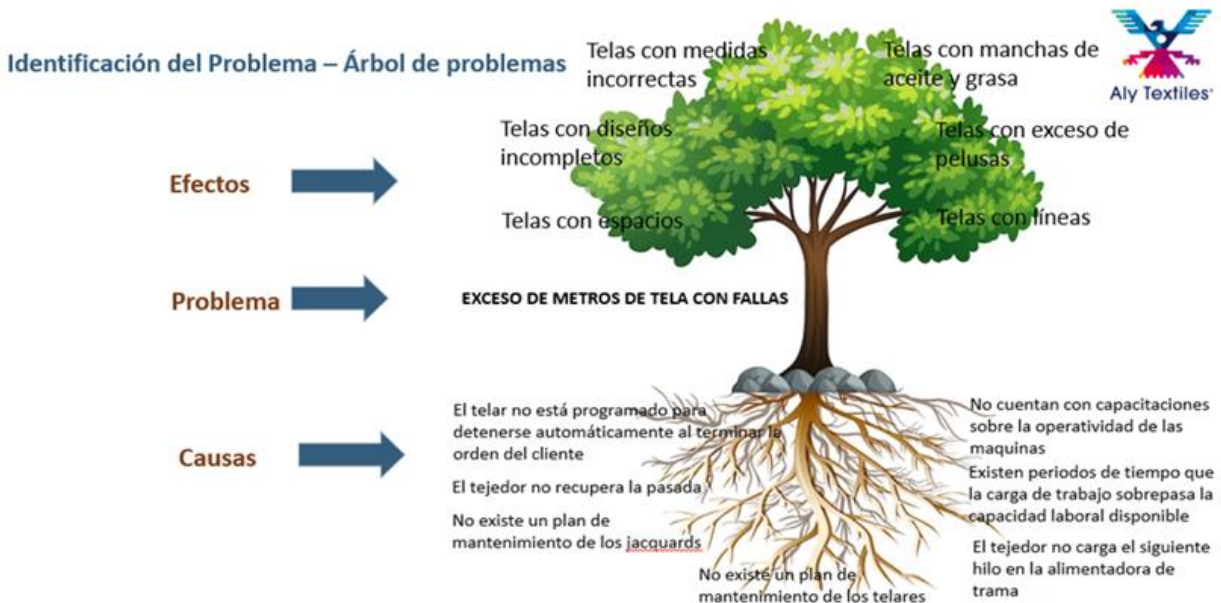 Identificación del Problema – Árbol de problemas
Aly Textiles
Efectos
Telas con medidas
incorrectas
Telas con manchas de
aceite y grasa
Telas con diseños
incompletos
Telas con exceso de
pelusas
Telas con espacios
Telas con líneas
Problema
EXCESO DE METROS DE TELA CON FALLAS
Causas
El telar no está programado para
detenerse automáticamente al terminar la
orden del cliente
El tejedor no recupera la pasada
No existe un plan de
mantenimiento de los jacquards
No existe un plan de
mantenimiento de los telares
No cuentan con capacitaciones
sobre la operatividad de las
maquinas
Existen periodos de tiempo que
la carga de trabajo sobrepasa la
capacidad laboral disponible
El tejedor no carga el siguiente
hilo en la alimentadora de
trama